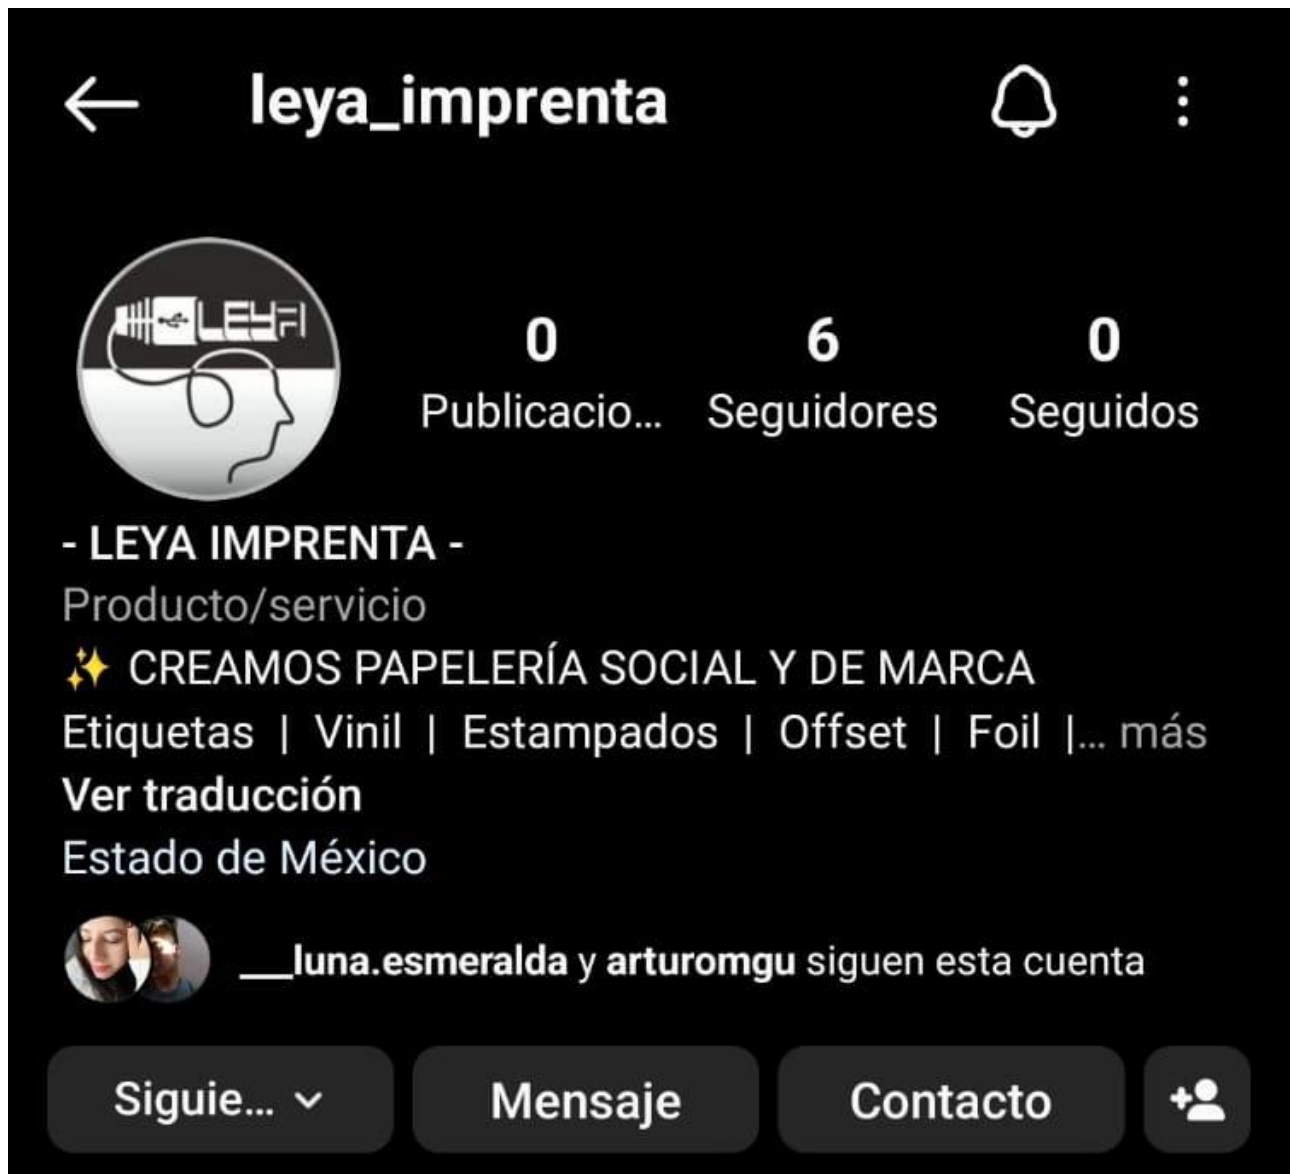 leya_imprenta
LEYA
0
6
0
Publicacio...
Seguidores
Seguidos
- LEYA IMPRENTA -
Producto/servicio
✨ CREAMOS PAPELERÍA SOCIAL Y DE MARCA
Etiquetas | Vinil | Estampados | Offset | Foil |... más
Ver traducción
Estado de México
___luna.esmeralda y arturomgu siguen esta cuenta
Siguie...
Mensaje
Contacto